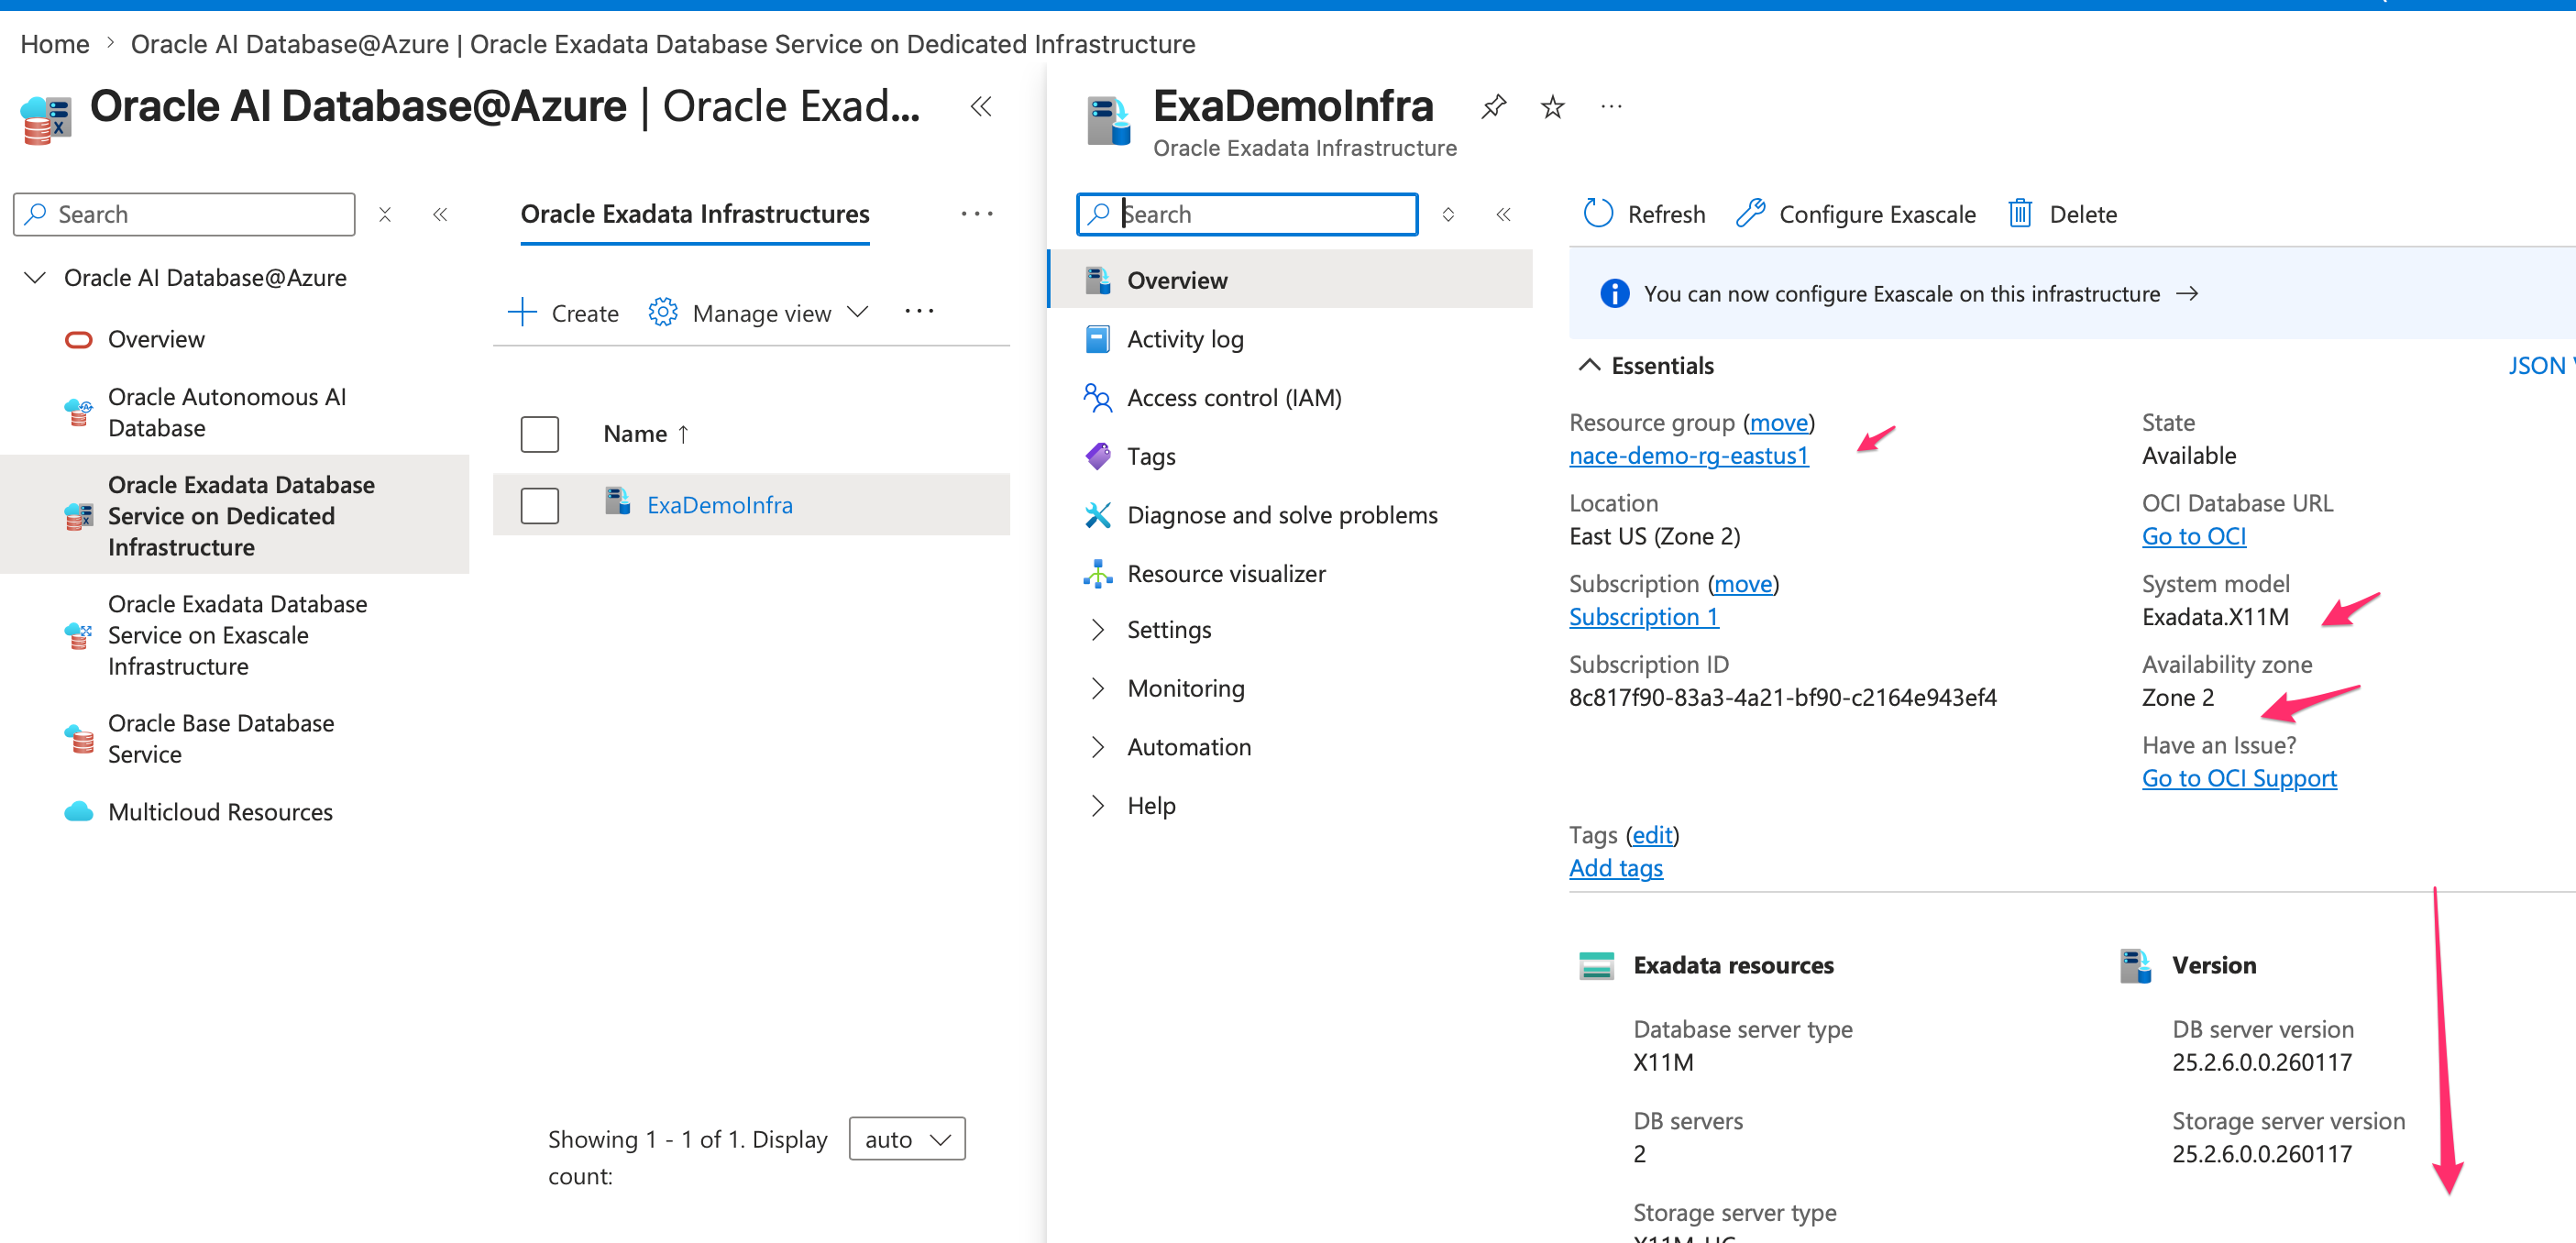 Home > Oracle AI Database@Azure | Oracle Exadata Database Service on Dedicated Infrastructure
Oracle AI Database@Azure | Oracle Exad...
Search
Oracle AI Database@Azure
Overview
Oracle Autonomous AI
Database
Oracle Exadata Database
Service on Dedicated
Infrastructure
Oracle Exadata Database
Service on Exascale
Infrastructure
Oracle Base Database
Service
Multicloud Resources
Oracle Exadata Infrastructures
Create
Manage view
Name ↑
ExaDemoInfra
Showing 1 - 1 of 1. Display
count:
auto
ExaDemoInfra
Oracle Exadata Infrastructure
Search
Overview
Activity log
Access control (IAM)
Tags
Diagnose and solve problems
Resource visualizer
Settings
Monitoring
Automation
Help
Refresh
Configure Exascale
Delete
You can now configure Exascale on this infrastructure →
Essentials
JSON
Resource group (move)
nace-demo-rg-eastus1
Location
East US (Zone 2)
Subscription (move)
Subscription 1
Subscription ID
8c817f90-83a3-4a21-bf90-c2164e943ef4
State
Available
OCI Database URL
Go to OCI
System model
Exadata.X11M
Availability zone
Zone 2
Have an Issue?
Go to OCI Support
Tags (edit)
Add tags
Exadata resources
Database server type
X11M
DB servers
2
Storage server type
X11M-HC
Version
DB server version
25.2.6.0.0.260117
Storage server version
25.2.6.0.0.260117